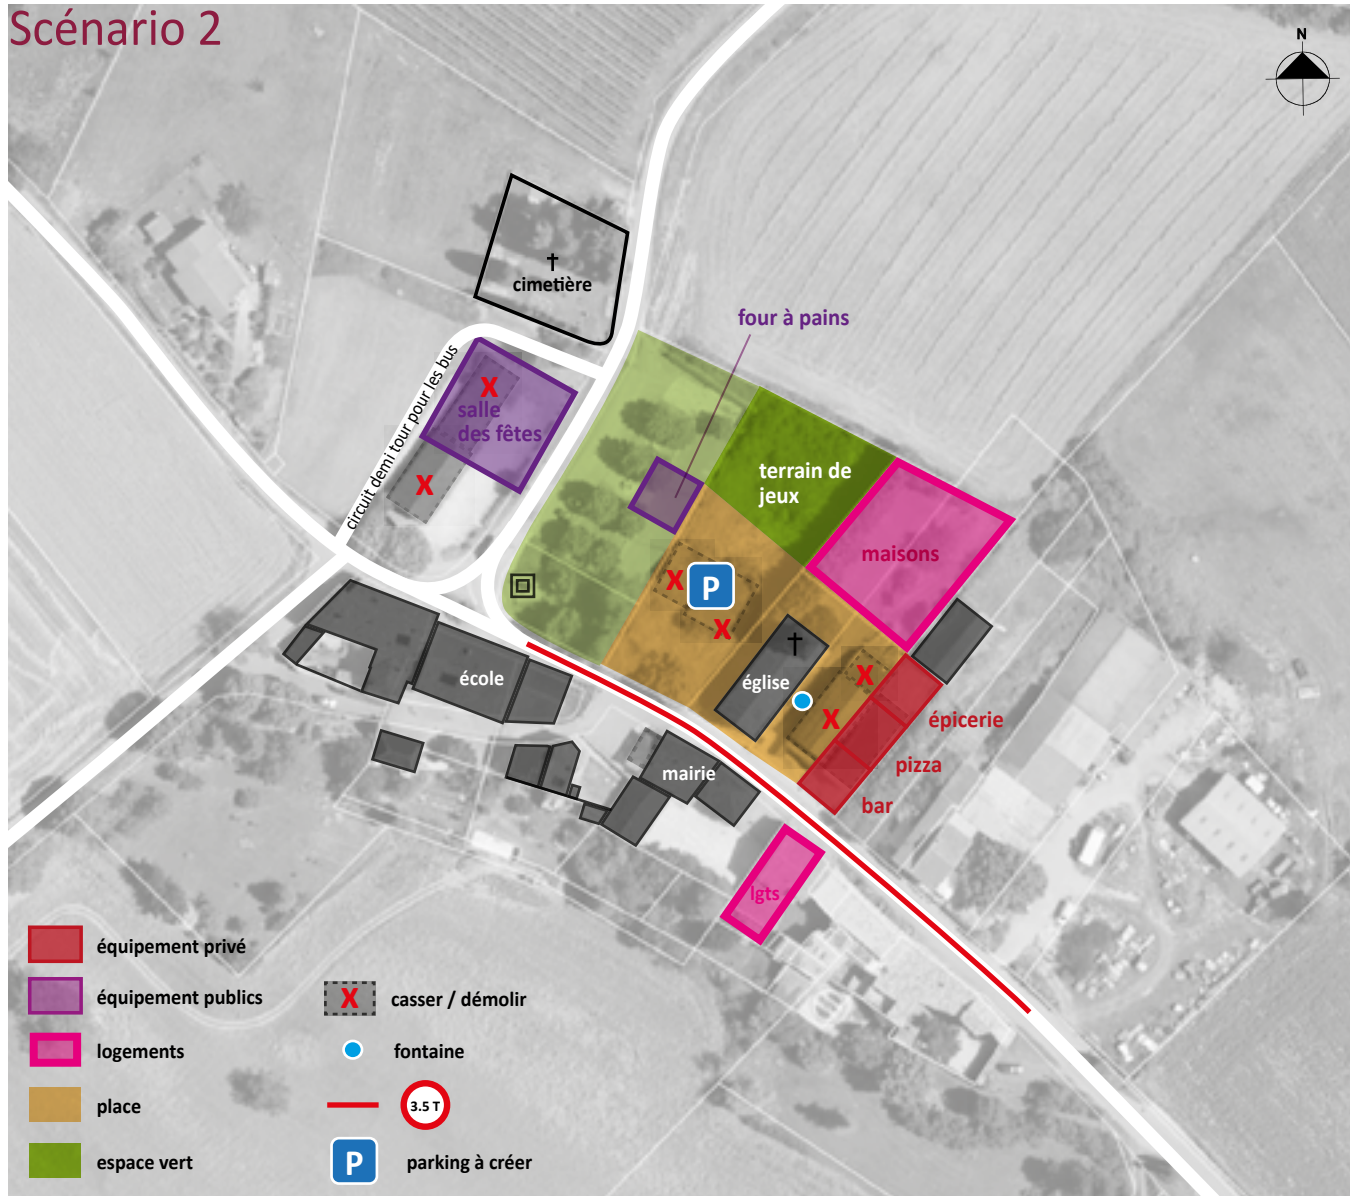 Scénario 2
N
cimetière
four à pains
circuit demi tour pour les bus
X
salle
des fêtes
X
terrain de
jeux
maisons
X
P
X
école
église
X
X
épicerie
pizza
bar
mairie
lgts
équipement privé
équipement publics
logements
place
espace vert
X casser / démolir
fontaine
3.5 T
P parking à créer